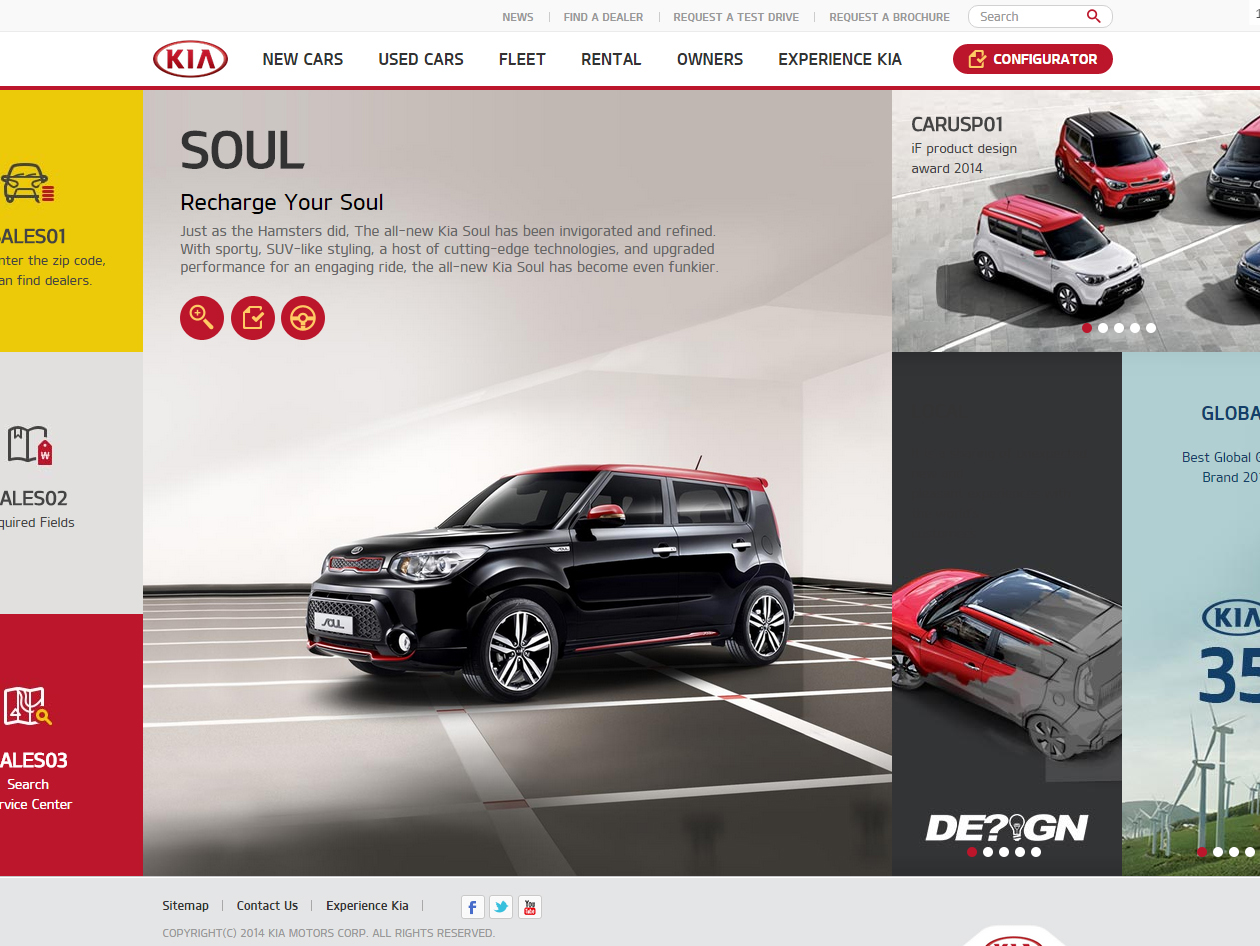 NEWS
FIND A DEALER
REQUEST A TEST DRIVE
REQUEST A BROCHURE
Search
KIA
NEW CARS
USED CARS
FLEET
RENTAL
OWNERS
EXPERIENCE KIA
CONFIGURATOR
ALES01
nter the zip code,
an find dealers.
ALES02
quired Fields
ALES03
Search
rvice Center
SOUL
Recharge Your Soul
Just as the Hamsters did, The all-new Kia Soul has been invigorated and refined.
With sporty, SUV-like styling, a host of cutting-edge technologies, and upgraded
performance for an engaging ride, the all-new Kia Soul has become even funkier.
SOUL
CARUSP01
iF product design
award 2014
DE?GN
GLOBA
Best Global G
Brand 20
KIA
35
Sitemap
Contact Us
Experience Kia
You
Tube
COPYRIGHT(C) 2014 KIA MOTORS CORP. ALL RIGHTS RESERVED.
KIA